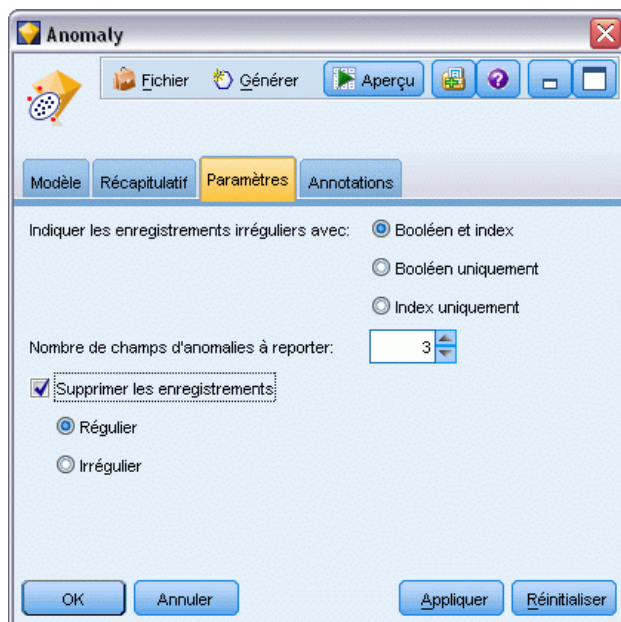 Anomaly
Fichier Générer Aperçu
Modèle Récapitulatif Paramètres Annotations
Indiquer les enregistrements irréguliers avec: Booléen et index
Booléen uniquement
Index uniquement
Nombre de champs d'anomalies à reporter: 3
Supprimer les enregistrements
Régulier
Irrégulier
OK Annuler Appliquer Réinitialiser